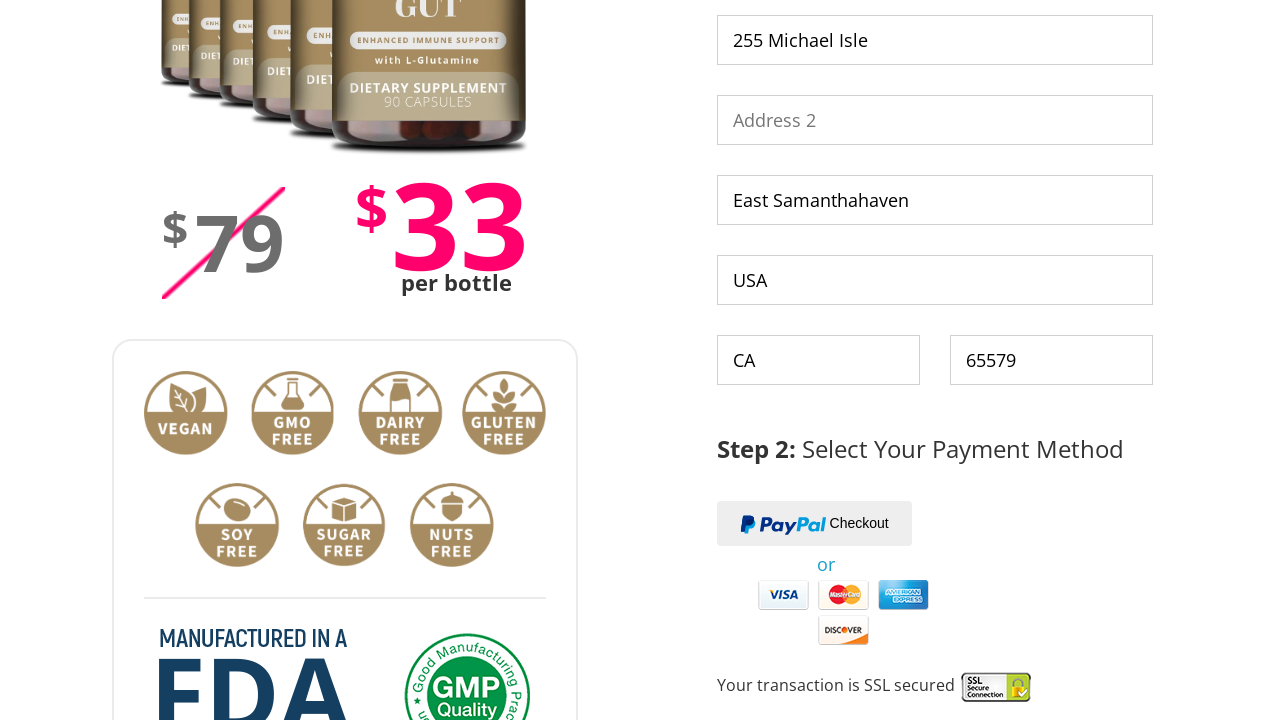 GUT
ENHANCED IMMUNE SUPPORT
with L-Glutamine
DIETARY SUPPLEMENT
90 CAPSULES
$79
$33
per bottle
VEGAN
GMO FREE
DAIRY FREE
GLUTEN FREE
SOY FREE
SUGAR FREE
NUTS FREE
MANUFACTURED IN A
FDA
Good Manufacturing
GMP
Quality
255 Michael Isle
Address 2
East Samanthahaven
USA
CA
65579
Step 2: Select Your Payment Method
PayPal Checkout
or
VISA
MasterCard
AMERICAN EXPRESS
DISCOVER
Your transaction is SSL secured
SSL
Secure
Connection